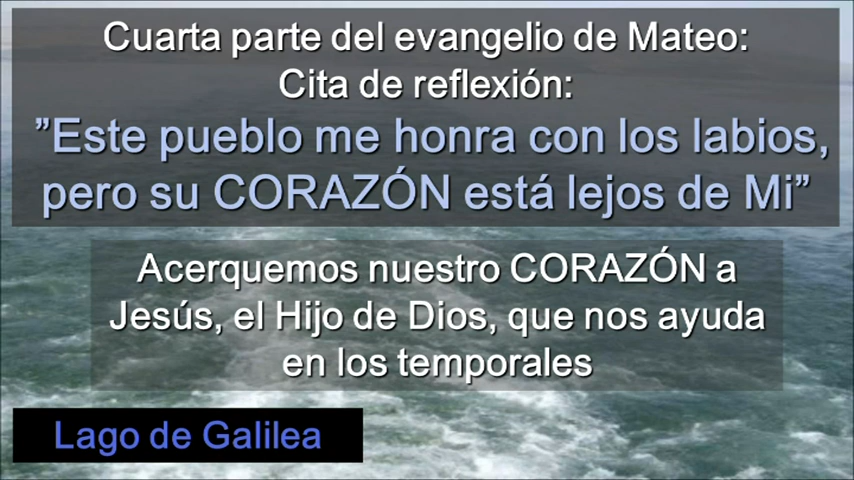 Cuarta parte del evangelio de Mateo:
Cita de reflexión:
”Este pueblo me honra con los labios,
pero su CORAZÓN está lejos de Mi”
Acerquemos nuestro CORAZÓN a
Jesús, el Hijo de Dios, que nos ayuda
en los temporales
Lago de Galilea